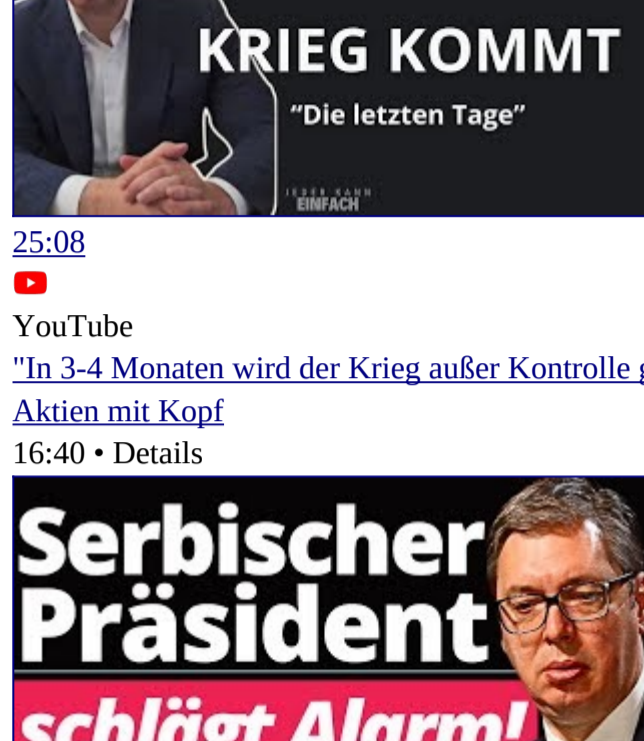 KRIEG KOMMT
“Die letzten Tage”
JEDER KANN
EINFACH
25:08
YouTube
"In 3-4 Monaten wird der Krieg außer Kontrolle
Aktien mit Kopf
16:40 • Details
Serbischer
Präsident
schlägt Alarm!